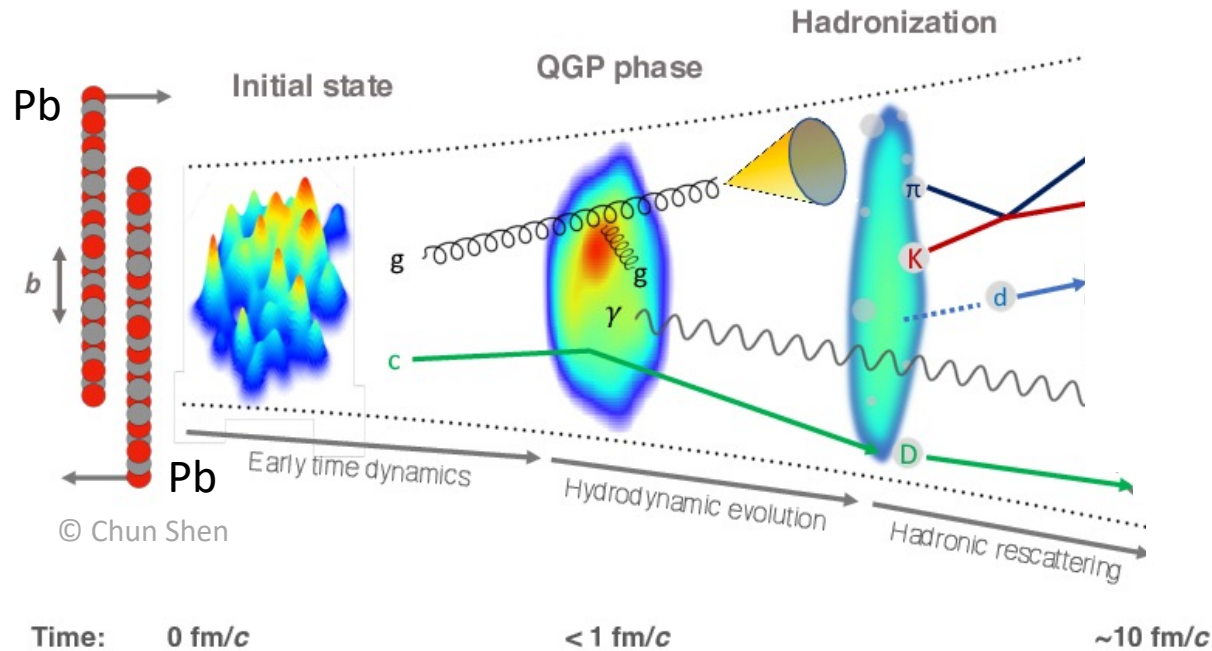 Hadronization
QGP phase
Initial state
Pb
b
g
g
γ
c
π
K
d
D
Pb
Early time dynamics
Hydrodynamic evolution
Hadronic rescattering
© Chun Shen
Time: 0 fm/c < 1 fm/c ~10 fm/c